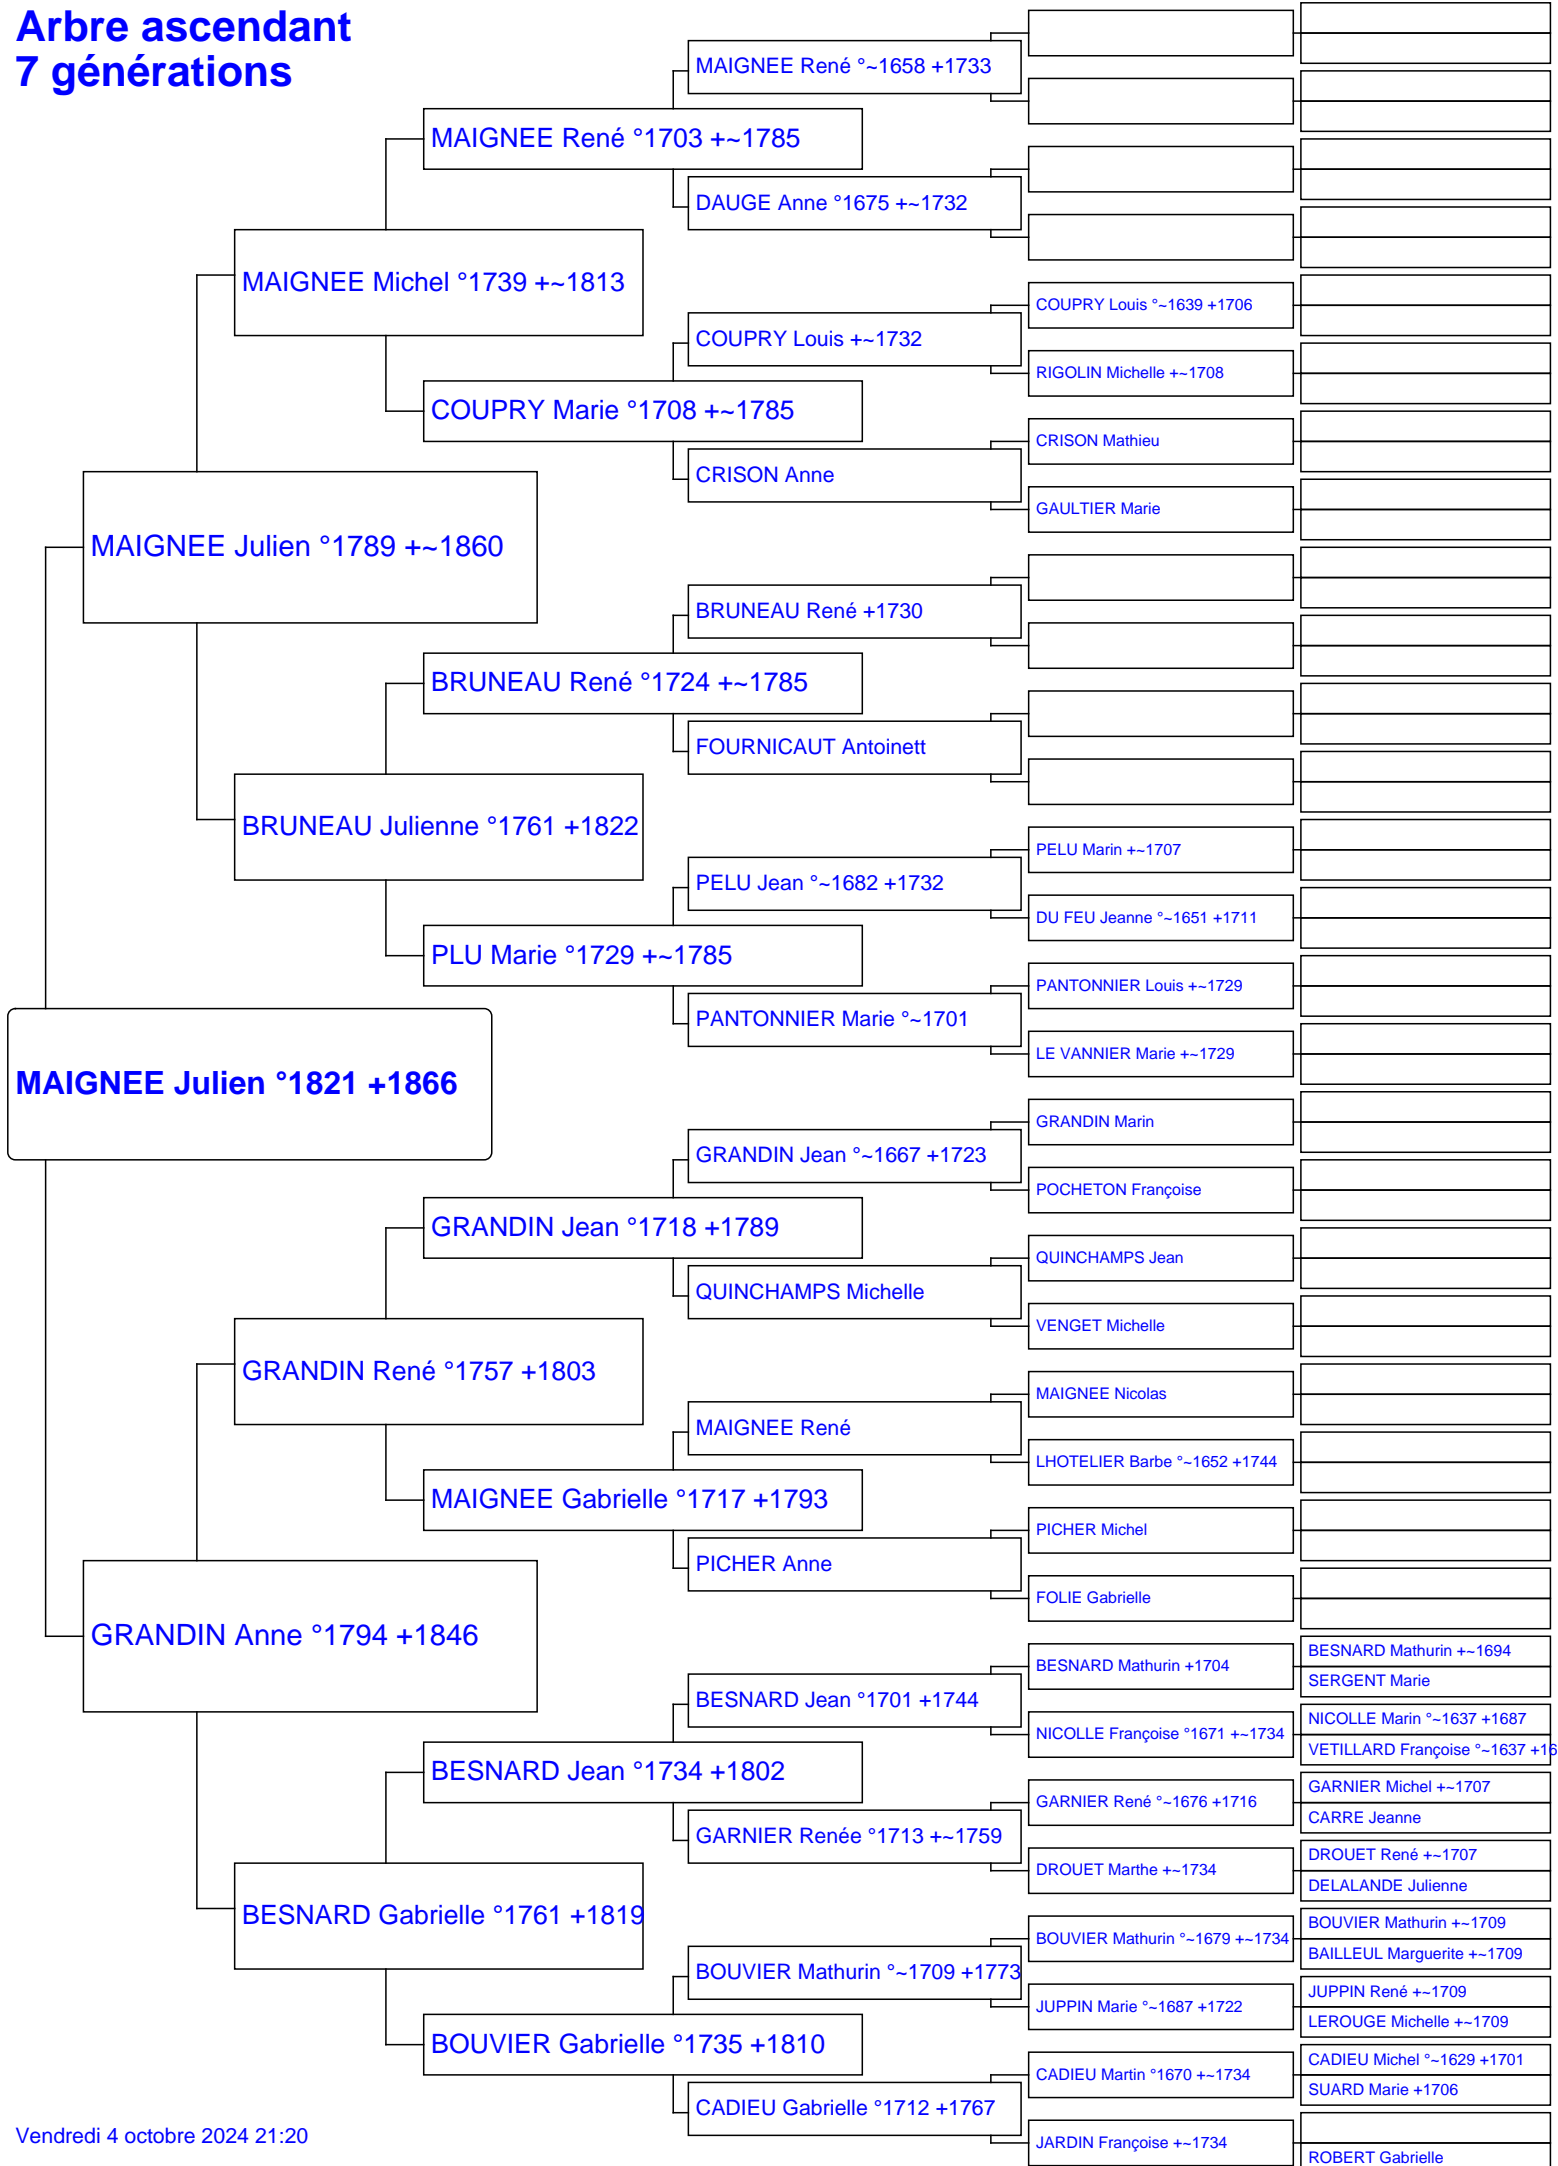 Arbre ascendant
7 générations
MAIGNEE Julien °1821 +1866
MAIGNEE Julien °1789 +~1860
GRANDIN Anne °1794 +1846
MAIGNEE Michel °1739 +~1813
BRUNEAU Julienne °1761 +1822
GRANDIN René °1757 +1803
BESNARD Gabrielle °1761 +1819
MAIGNEE René °1703 +~1785
COUPRY Marie °1708 +~1785
BRUNEAU René °1724 +~1785
PLU Marie °1729 +~1785
GRANDIN Jean °1718 +1789
MAIGNEE Gabrielle °1717 +1793
BESNARD Jean °1734 +1802
BOUVIER Gabrielle °1735 +1810
MAIGNEE René °~1658 +1733
DAUGE Anne °1675 +~1732
COUPRY Louis +~1732
CRISON Anne
BRUNEAU René +1730
FOURNICAUT Antoinett
PELU Jean °~1682 +1732
PANTONNIER Marie °~1701
GRANDIN Jean °~1667 +1723
QUINCHAMPS Michelle
MAIGNEE René
PICHER Anne
BESNARD Jean °1701 +1744
GARNIER Renée °1713 +~1759
BOUVIER Mathurin °~1709 +1773
CADIEU Gabrielle °1712 +1767
COUPRY Louis °~1639 +1706
RIGOLIN Michelle +~1708
CRISON Mathieu
GAULTIER Marie
PELU Marin +~1707
DU FEU Jeanne °~1651 +1711
PANTONNIER Louis +~1729
LE VANNIER Marie +~1729
GRANDIN Marin
POCHETON Françoise
QUINCHAMPS Jean
VENGET Michelle
MAIGNEE Nicolas
LHOTELIER Barbe °~1652 +1744
PICHER Michel
FOLIE Gabrielle
BESNARD Mathurin +1704
NICOLLE Françoise °1671 +~1734
GARNIER René °~1676 +1716
DROUET Marthe +~1734
BOUVIER Mathurin °~1679 +~1734
JUPPIN Marie °~1687 +1722
CADIEU Martin °1670 +~1734
JARDIN Françoise +~1734
BESNARD Mathurin +~1694
SERGENT Marie
NICOLLE Marin °~1637 +1687
VETILLARD Françoise °~1637 +16
GARNIER Michel +~1707
CARRE Jeanne
DROUET René +~1707
DELALANDE Julienne
BOUVIER Mathurin +~1709
BAILLEUL Marguerite +~1709
JUPPIN René +~1709
LEROUGE Michelle +~1709
CADIEU Michel °~1629 +1701
SUARD Marie +1706
ROBERT Gabrielle
Vendredi 4 octobre 2024 21:20